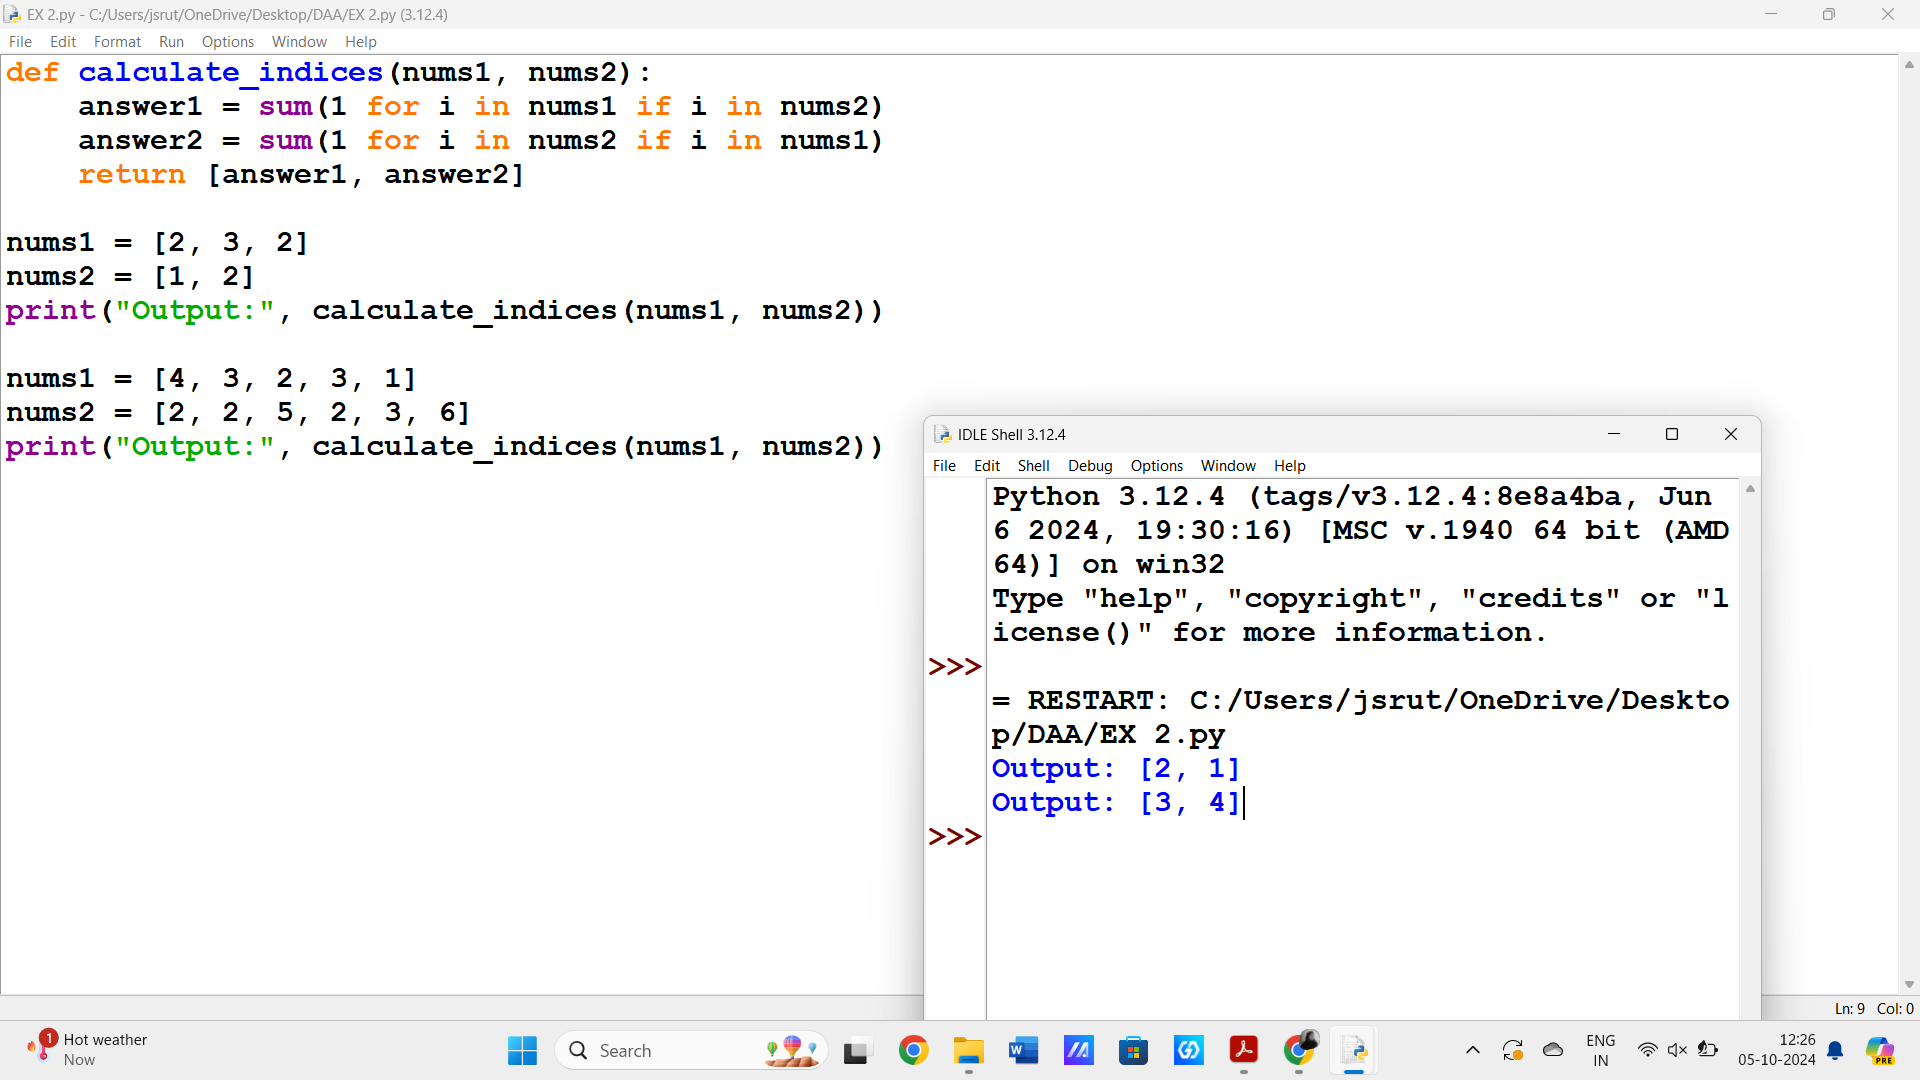 EX 2.py - C:/Users/jsrut/OneDrive/Desktop/DAA/EX 2.py (3.12.4)
File Edit Format Run Options Window Help
def calculate_indices(nums1, nums2):
    answer1 = sum(1 for i in nums1 if i in nums2)
    answer2 = sum(1 for i in nums2 if i in nums1)
    return [answer1, answer2]

nums1 = [2, 3, 2]
nums2 = [1, 2]
print("Output:", calculate_indices(nums1, nums2))

nums1 = [4, 3, 2, 3, 1]
nums2 = [2, 2, 5, 2, 3, 6]
print("Output:", calculate_indices(nums1, nums2))
IDLE Shell 3.12.4
File Edit Shell Debug Options Window Help
Python 3.12.4 (tags/v3.12.4:8e8a4ba, Jun
6 2024, 19:30:16) [MSC v.1940 64 bit (AMD
64)] on win32
Type "help", "copyright", "credits" or "l
icense()" for more information.
>>>
= RESTART: C:/Users/jsrut/OneDrive/Deskto
p/DAA/EX 2.py
Output: [2, 1]
Output: [3, 4]
>>>
Ln: 9 Col: 0
1
Hot weather
Now
Search
ENG
IN
12:26
05-10-2024
PRE